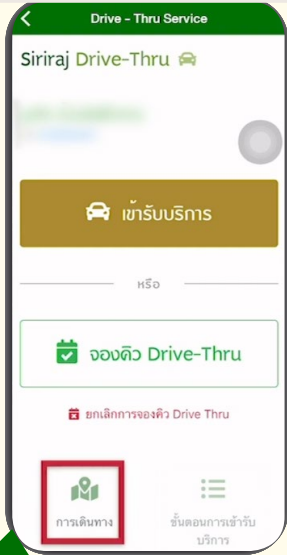 Drive - Thru Service
Siriraj Drive-Thru
เข้ารับบริการ
หรือ
จองคิว Drive-Thru
ยกเลิกการจองคิว Drive Thru
การเดินทาง
ขั้นตอนการเข้ารับ
บริการ